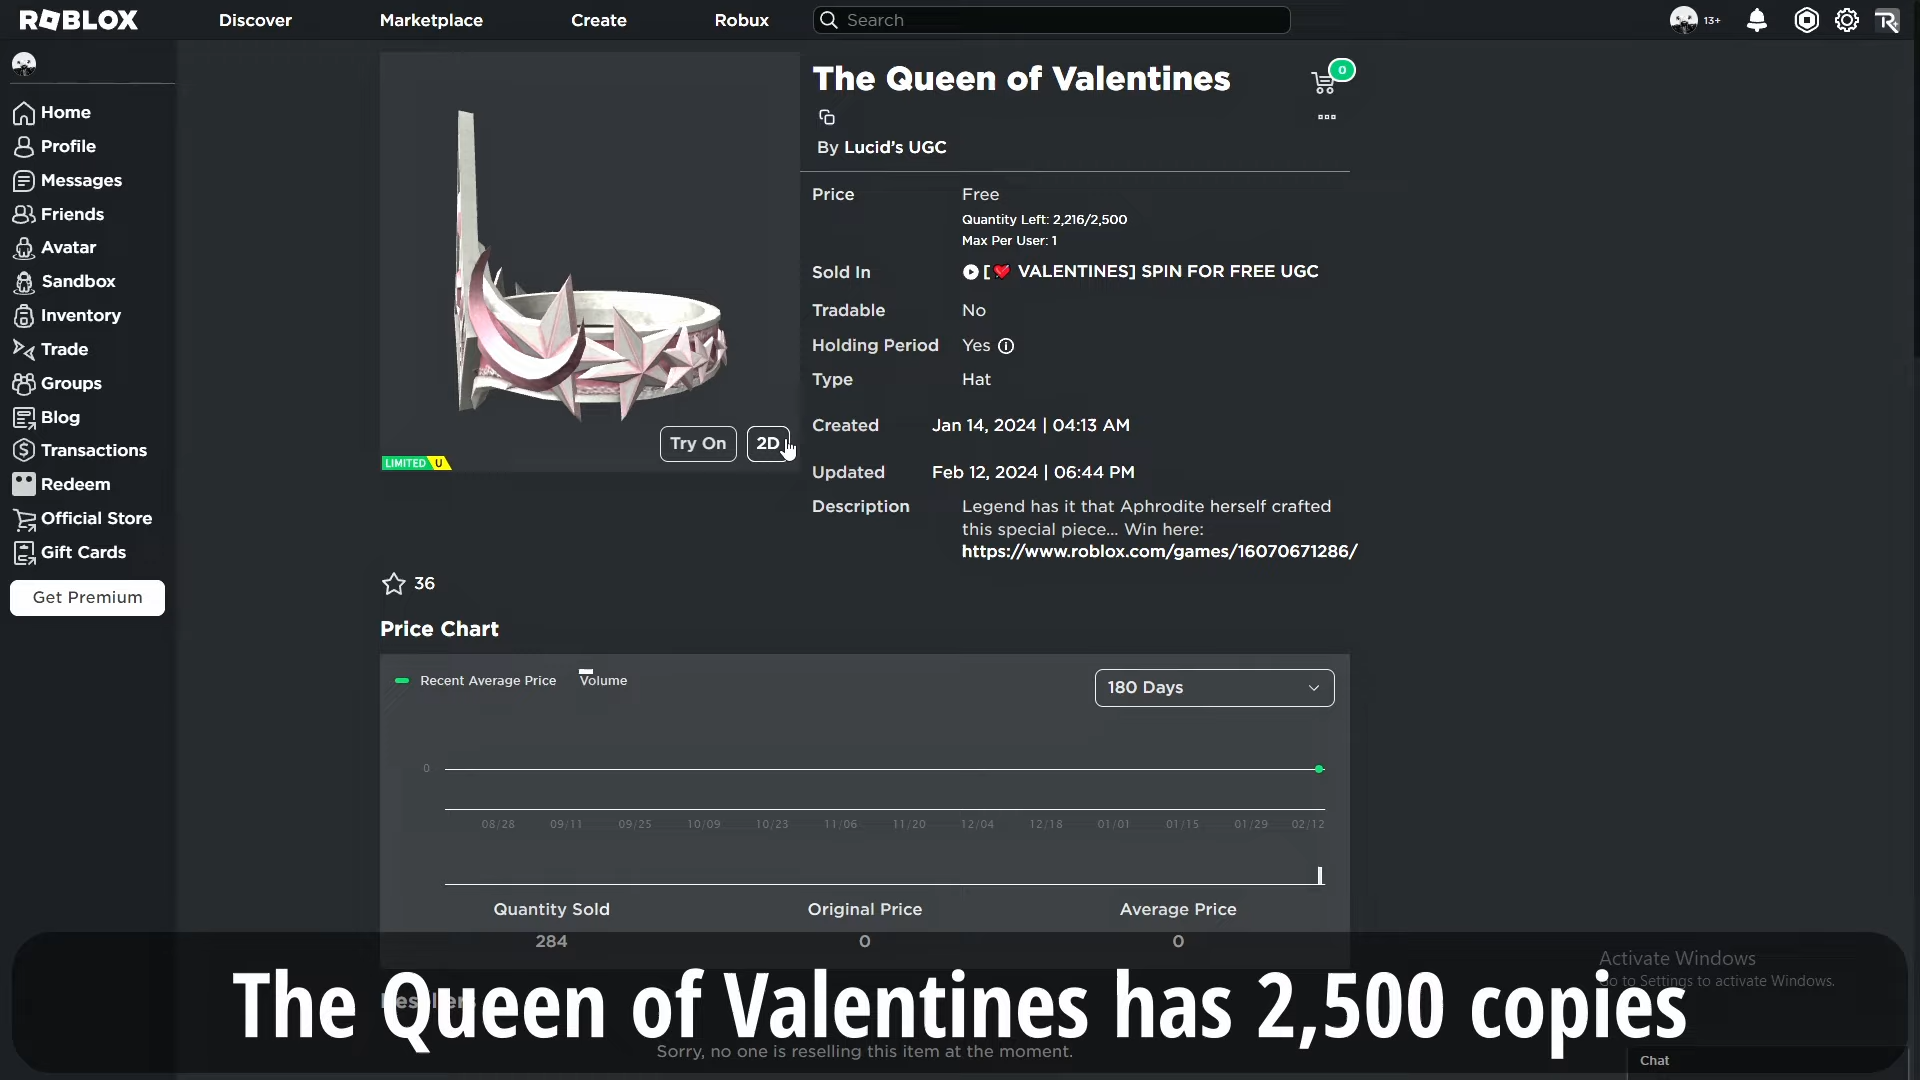 ROBLOX
Discover
Marketplace
Create
Robux
Search
13+
Home
Profile
Messages
Friends
Avatar
Sandbox
Inventory
Trade
Groups
Blog
Transactions
Redeem
Official Store
Gift Cards
Get Premium
Try On
2D
LIMITED U
The Queen of Valentines
0
By Lucid's UGC
Price Free
Quantity Left: 2,216/2,500
Max Per User: 1
Sold In [❤️ VALENTINES] SPIN FOR FREE UGC
Tradable No
Holding Period Yes
Type Hat
Created Jan 14, 2024 | 04:13 AM
Updated Feb 12, 2024 | 06:44 PM
Description Legend has it that Aphrodite herself crafted
this special piece... Win here:
https://www.roblox.com/games/16070671286/
36
Price Chart
Recent Average Price Volume
180 Days
0
08/28 09/11 09/25 10/09 10/23 11/06 11/20 12/04 12/18 01/01 01/15 01/29 02/12
Quantity Sold Original Price Average Price
284 0 0
Resellers
Activate Windows
Go to Settings to activate Windows.
The Queen of Valentines has 2,500 copies
Sorry, no one is reselling this item at the moment.
Chat